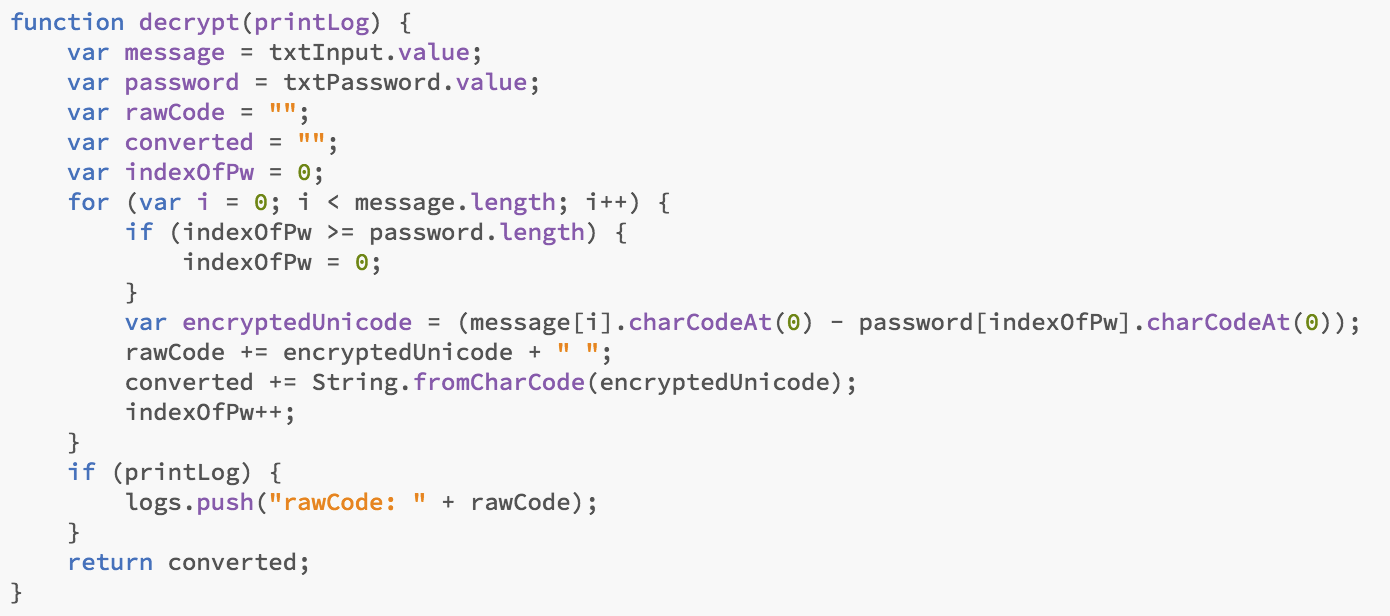 function decrypt(printLog) {
    var message = txtInput.value;
    var password = txtPassword.value;
    var rawCode = "";
    var converted = "";
    var indexOfPw = 0;
    for (var i = 0; i < message.length; i++) {
        if (indexOfPw >= password.length) {
            indexOfPw = 0;
        }
        var encryptedUnicode = (message[i].charCodeAt(0) - password[indexOfPw].charCodeAt(0));
        rawCode += encryptedUnicode + " ";
        converted += String.fromCharCode(encryptedUnicode);
        indexOfPw++;
    }
    if (printLog) {
        logs.push("rawCode: " + rawCode);
    }
    return converted;
}